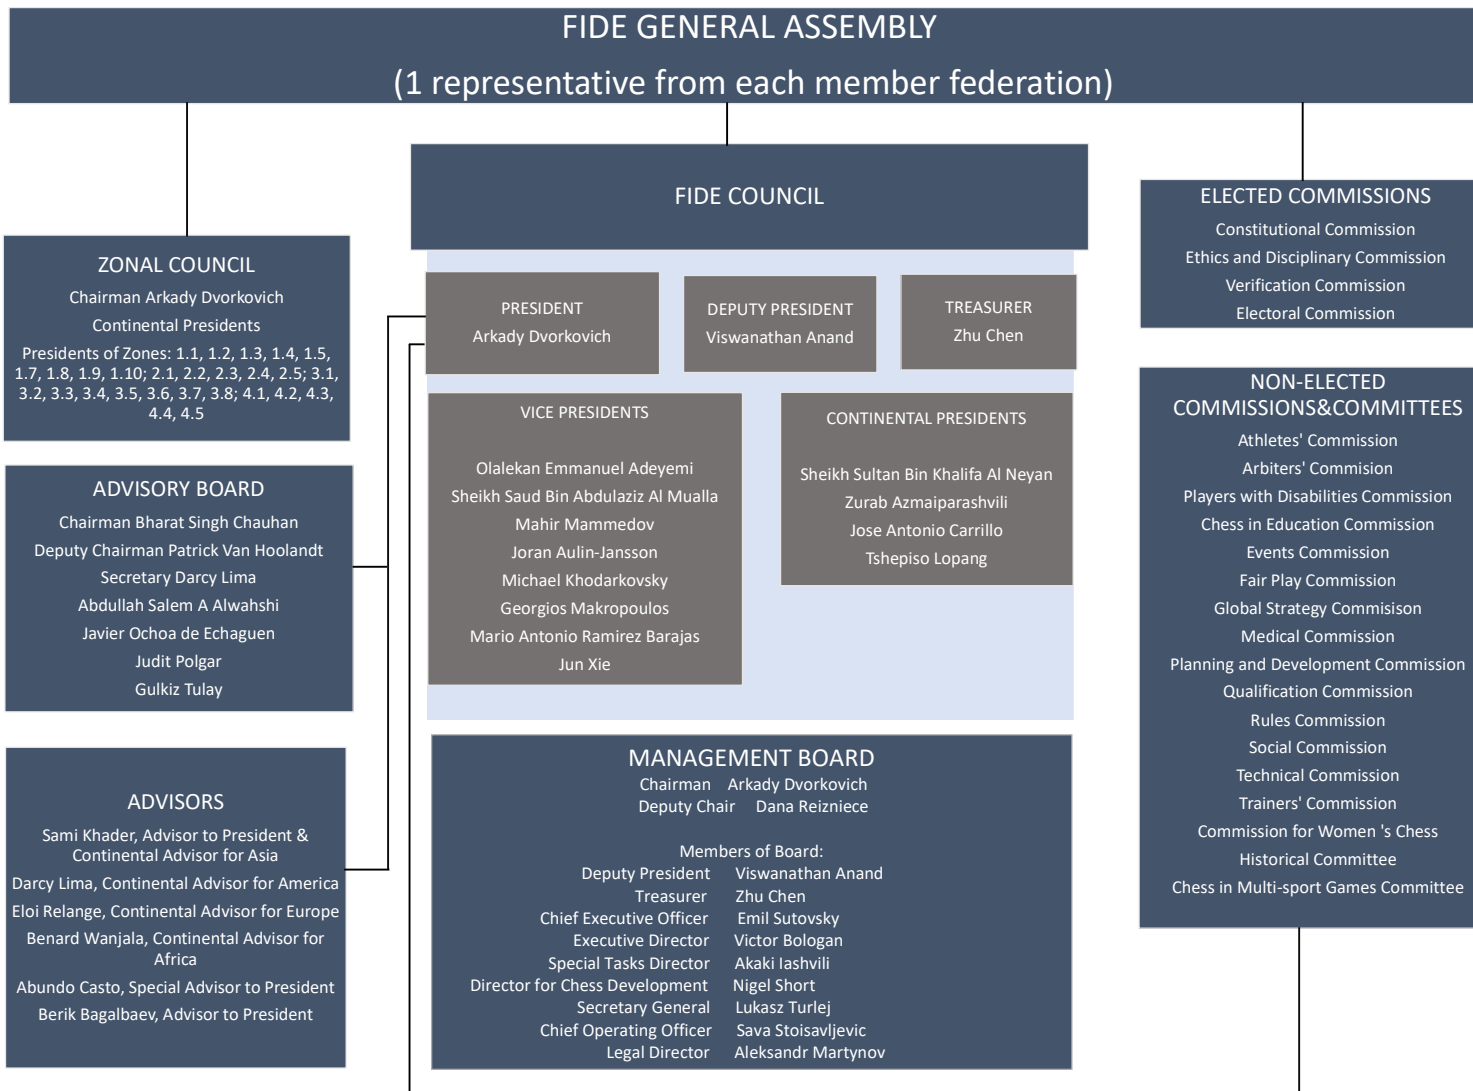 FIDE GENERAL ASSEMBLY
(1 representative from each member federation)
ZONAL COUNCIL
Chairman Arkady Dvorkovich
Continental Presidents
Presidents of Zones: 1.1, 1.2, 1.3, 1.4, 1.5,
1.7, 1.8, 1.9, 1.10; 2.1, 2.2, 2.3, 2.4, 2.5; 3.1,
3.2, 3.3, 3.4, 3.5, 3.6, 3.7, 3.8; 4.1, 4.2, 4.3,
4.4, 4.5
ADVISORY BOARD
Chairman Bharat Singh Chauhan
Deputy Chairman Patrick Van Hoolandt
Secretary Darcy Lima
Abdullah Salem A Alwahshi
Javier Ochoa de Echaguen
Judit Polgar
Gulkiz Tulay
ADVISORS
Sami Khader, Advisor to President &
Continental Advisor for Asia
Darcy Lima, Continental Advisor for America
Eloi Relange, Continental Advisor for Europe
Benard Wanjala, Continental Advisor for
Africa
Abundo Casto, Special Advisor to President
Berik Bagalbaev, Advisor to President
FIDE COUNCIL
PRESIDENT
Arkady Dvorkovich
DEPUTY PRESIDENT
Viswanathan Anand
TREASURER
Zhu Chen
VICE PRESIDENTS
Olalekan Emmanuel Adeyemi
Sheikh Saud Bin Abdulaziz Al Mualla
Mahir Mammedov
Joran Aulin-Jansson
Michael Khodarkovsky
Georgios Makropoulos
Mario Antonio Ramirez Barajas
Jun Xie
CONTINENTAL PRESIDENTS
Sheikh Sultan Bin Khalifa Al Neyan
Zurab Azmaiparashvili
Jose Antonio Carrillo
Tshepiso Lopang
MANAGEMENT BOARD
Chairman Arkady Dvorkovich
Deputy Chair Dana Reizniece
Members of Board:
Deputy President Viswanathan Anand
Treasurer Zhu Chen
Chief Executive Officer Emil Sutovsky
Executive Director Victor Bologan
Special Tasks Director Akaki Iashvili
Director for Chess Development Nigel Short
Secretary General Lukasz Turlej
Chief Operating Officer Sava Stoisavljevic
Legal Director Aleksandr Martynov
ELECTED COMMISSIONS
Constitutional Commission
Ethics and Disciplinary Commission
Verification Commission
Electoral Commission
NON-ELECTED
COMMISSIONS&COMMITTEES
Athletes' Commission
Arbiters' Commision
Players with Disabilities Commission
Chess in Education Commission
Events Commission
Fair Play Commission
Global Strategy Commisison
Medical Commission
Planning and Development Commission
Qualification Commission
Rules Commission
Social Commission
Technical Commission
Trainers' Commission
Commission for Women 's Chess
Historical Committee
Chess in Multi-sport Games Committee